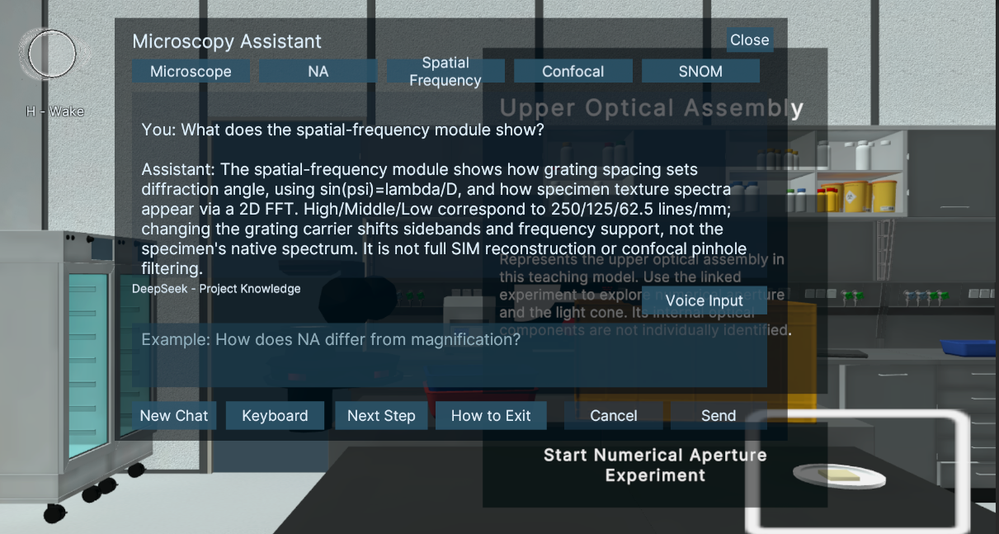 Microscopy Assistant
Close
Microscope
NA
Spatial
Frequency
Confocal
SNOM
H - Wake
Upper Optical Assembly
You: What does the spatial-frequency module show?
Assistant: The spatial-frequency module shows how grating spacing sets
diffraction angle, using sin(psi)=lambda/D, and how specimen texture spectra
appear via a 2D FFT. High/Middle/Low correspond to 250/125/62.5 lines/mm;
changing the grating carrier shifts sidebands and frequency support, not the
specimen's native spectrum. It is not full SIM reconstruction or confocal pinhole
filtering.
DeepSeek - Project Knowledge
Represents the upper optical assembly in
this teaching model. Use the linked
experiment to explore numerical aperture
and the light cone. Its internal optical
components are not individually identified.
Voice Input
Example: How does NA differ from magnification?
New Chat
Keyboard
Next Step
How to Exit
Cancel
Send
Start Numerical Aperture
Experiment